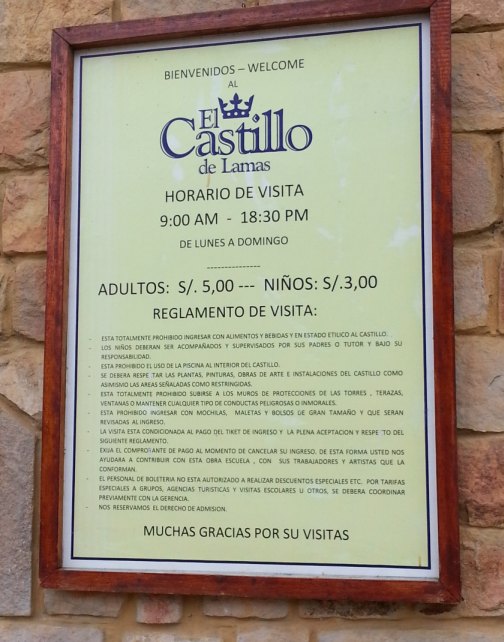 BIENVENIDOS – WELCOME
AL
El
Castillo
de Lamas
HORARIO DE VISITA
9:00 AM - 18:30 PM
DE LUNES A DOMINGO
---------------
ADULTOS: S/. 5,00 --- NIÑOS: S/.3,00
REGLAMENTO DE VISITA:
- ESTA TOTALMENTE PROHIBIDO INGRESAR CON ALIMENTOS Y BEBIDAS Y EN ESTADO ETILICO AL CASTILLO.
- LOS NIÑOS DEBERAN SER ACOMPAÑADOS Y SUPERVISADOS POR SUS PADRES O TUTOR Y BAJO SU
RESPONSABILIDAD.
- ESTA PROHIBIDO EL USO DE LA PISCINA AL INTERIOR DEL CASTILLO.
- SE DEBERA RESPE TAR LAS PLANTAS, PINTURAS, OBRAS DE ARTE E INSTALACIONES DEL CASTILLO COMO
ASIMISMO LAS AREAS SEÑALADAS COMO RESTRINGIDAS.
- ESTA TOTALMENTE PROHIBIDO SUBIRSE A LOS MUROS DE PROTECCIONES DE LAS TORRES , TERAZAS,
VENTANAS O MANTENER CUALQUIER TIPO DE CONDUCTAS PELIGROSAS O INMORALES.
- ESTA PROHIBIDO INGRESAR CON MOCHILAS, MALETAS Y BOLSOS DE GRAN TAMAÑO Y QUE SERAN
REVISADAS AL INGRESO.
- LA VISITA ESTA CONDICIONADA AL PAGO DEL TIKET DE INGRESO Y LA PLENA ACEPTACION Y RESPETO DEL
SIGUIENTE REGLAMENTO.
- EXIJA EL COMPROBANTE DE PAGO AL MOMENTO DE CANCELAR SU INGRESO. DE ESTA FORMA USTED NOS
AYUDARA A CONTRIBUIR CON ESTA OBRA ESCUELA , CON SUS TRABAJADORES Y ARTISTAS QUE LA
CONFORMAN.
- EL PERSONAL DE BOLETERIA NO ESTA AUTORIZADO A REALIZAR DESCUENTOS ESPECIALES ETC. POR TARIFAS
ESPECIALES A GRUPOS, AGENCIAS TURISTICAS Y VISITAS ESCOLARES U OTROS, SE DEBERA COORDINAR
PREVIAMENTE CON LA GERENCIA.
- NOS RESERVAMOS EL DERECHO DE ADMISION.
MUCHAS GRACIAS POR SU VISITAS